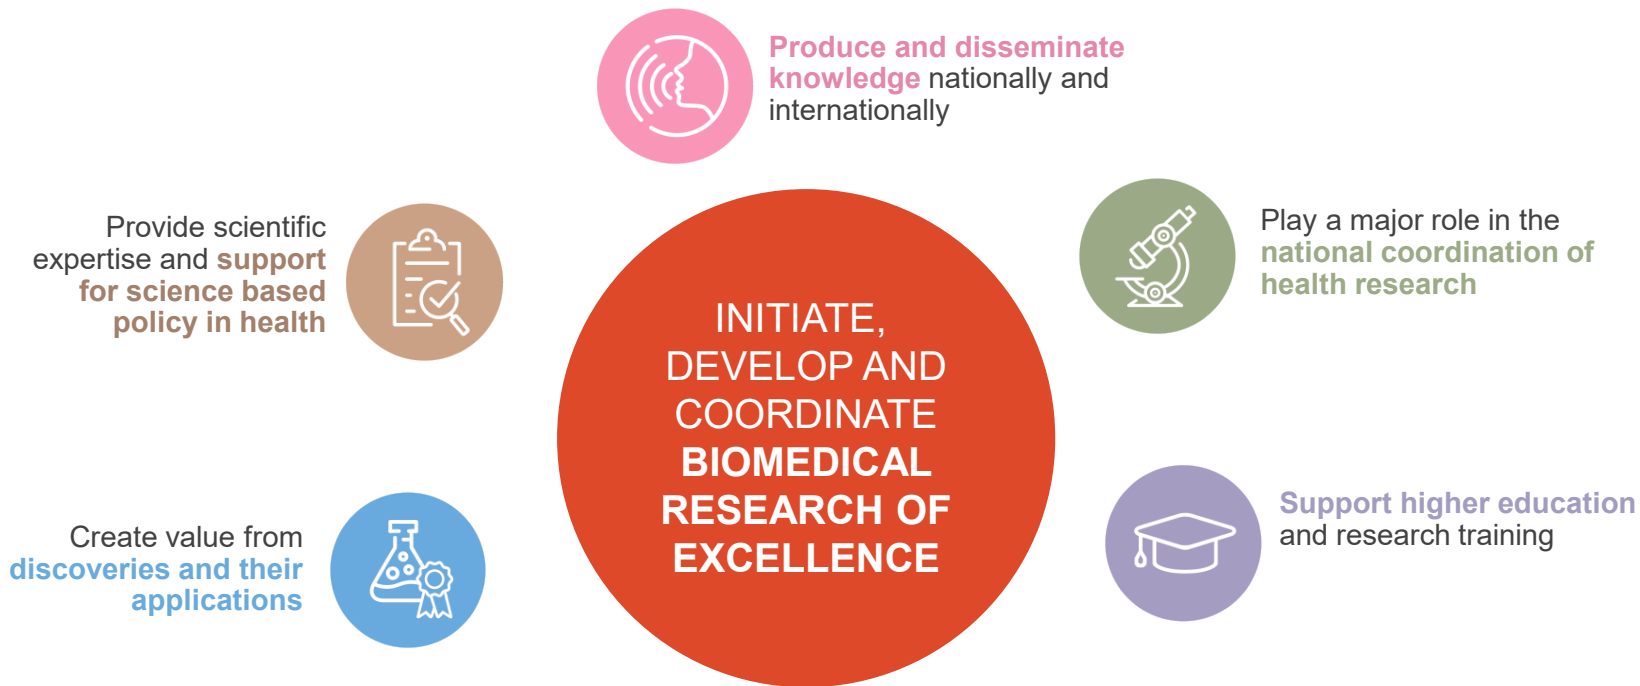 Produce and disseminate
knowledge nationally and
internationally
Provide scientific
expertise and support
for science based
policy in health
Play a major role in the
national coordination of
health research
INITIATE,
DEVELOP AND
COORDINATE
BIOMEDICAL
RESEARCH OF
EXCELLENCE
Create value from
discoveries and their
applications
Support higher education
and research training